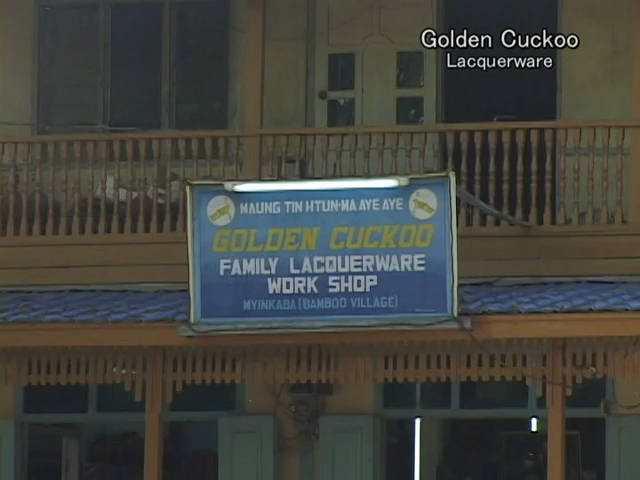 Golden Cuckoo
Lacquerware
MAUNG TIN HTUN-MA AYE AYE
GOLDEN CUCKOO
FAMILY LACQUERWARE
WORK SHOP
MYINKABA (BAMBOO VILLAGE)